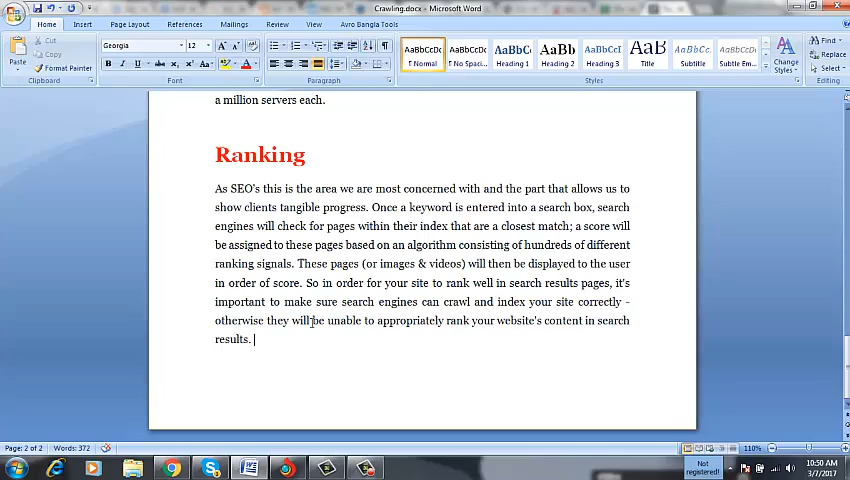 Crawling.docx - Microsoft Word
Home Insert Page Layout References Mailings Review View Avro Bangla Tools
Paste
Cut
Copy
Format Painter
Clipboard
Georgia 12
Font
Paragraph
AaBbCcDc AaBbCcDc AaBbC AaBbC AaBbCcI AaB AaBbCcl AaBbCcDc
¶ Normal ¶ No Spaci... Heading 1 Heading 2 Heading 3 Title Subtitle Subtle Em...
Change Styles
Styles
Find
Replace
Select
Editing
a million servers each.
Ranking
As SEO's this is the area we are most concerned with and the part that allows us to
show clients tangible progress. Once a keyword is entered into a search box, search
engines will check for pages within their index that are a closest match; a score will
be assigned to these pages based on an algorithm consisting of hundreds of different
ranking signals. These pages (or images & videos) will then be displayed to the user
in order of score. So in order for your site to rank well in search results pages, it's
important to make sure search engines can crawl and index your site correctly -
otherwise they will be unable to appropriately rank your website's content in search
results.
Page: 2 of 2 Words: 372
110%
Not registered!
10:50 AM
3/7/2017